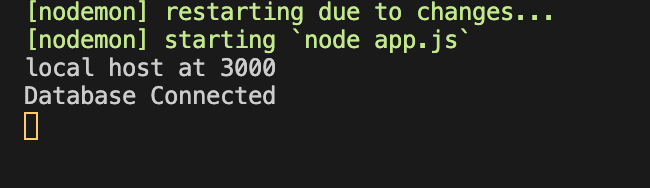 [nodemon] restarting due to changes...
[nodemon] starting `node app.js`
local host at 3000
Database Connected